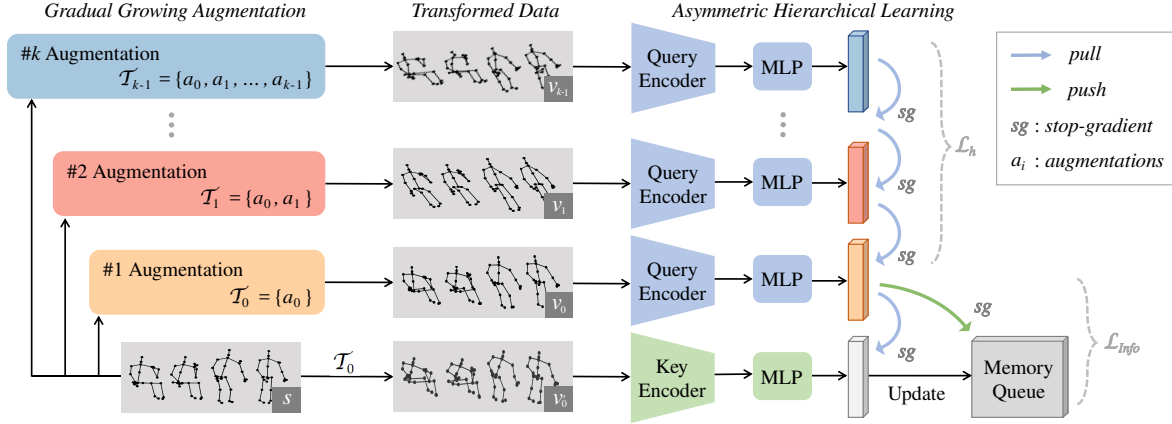 Gradual Growing Augmentation
Transformed Data
Asymmetric Hierarchical Learning
#k Augmentation
𝒯k-1 = {a0, a1, ..., ak-1}
vk-1
Query
Encoder
MLP
sg
pull
push
sg : stop-gradient
ai : augmentations
ℒh
#2 Augmentation
𝒯1 = {a0, a1}
v1
Query
Encoder
MLP
sg
sg
#1 Augmentation
𝒯0 = {a0}
v0
Query
Encoder
MLP
sg
sg
ℒInfo
s
𝒯0
v0
Key
Encoder
MLP
Update
Memory
Queue